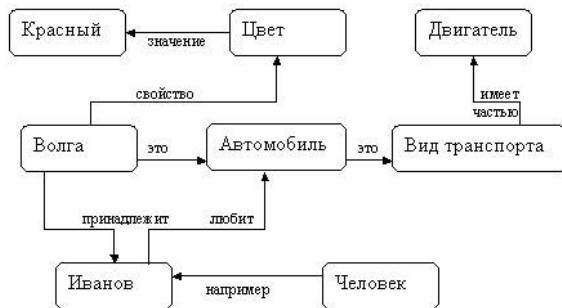 Красный
значение
Цвет
Двигатель
свойство
имеет
частью
Волга
это
Автомобиль
это
Вид транспорта
принадлежит
любит
Иванов
например
Человек